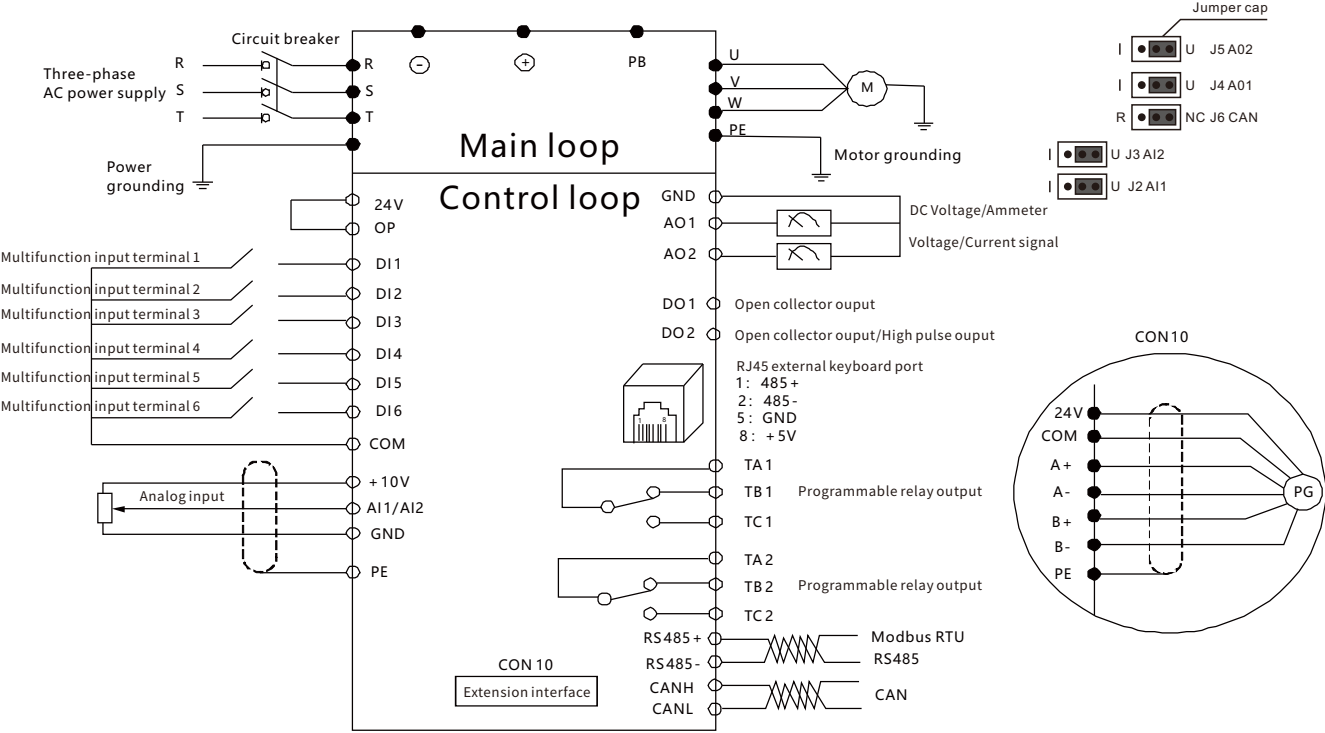 Jumper cap
I U J5 A02
I U J4 A01
R NC J6 CAN
I U J3 AI2
I U J2 AI1
Circuit breaker
Three-phase
AC power supply
R
S
T
R
S
T
-
+
PB
U
V
W
PE
M
Motor grounding
Power
grounding
Main loop
Control loop
24V
OP
Multifunction input terminal 1
Multifunction input terminal 2
Multifunction input terminal 3
Multifunction input terminal 4
Multifunction input terminal 5
Multifunction input terminal 6
DI1
DI2
DI3
DI4
DI5
DI6
COM
+10V
Analog input
AI1/AI2
GND
PE
GND
AO1
AO2
DC Voltage/Ammeter
Voltage/Current signal
DO1 Open collector ouput
DO2 Open collector ouput/High pulse ouput
RJ45 external keyboard port
1: 485+
2: 485-
5: GND
8: +5V
1 8
TA1
TB1 Programmable relay output
TC1
TA2
TB2 Programmable relay output
TC2
RS485+ Modbus RTU
RS485- RS485
CANH
CANL
CAN
CON 10
Extension interface
CON10
24V
COM
A+
A-
B+
B-
PE
PG